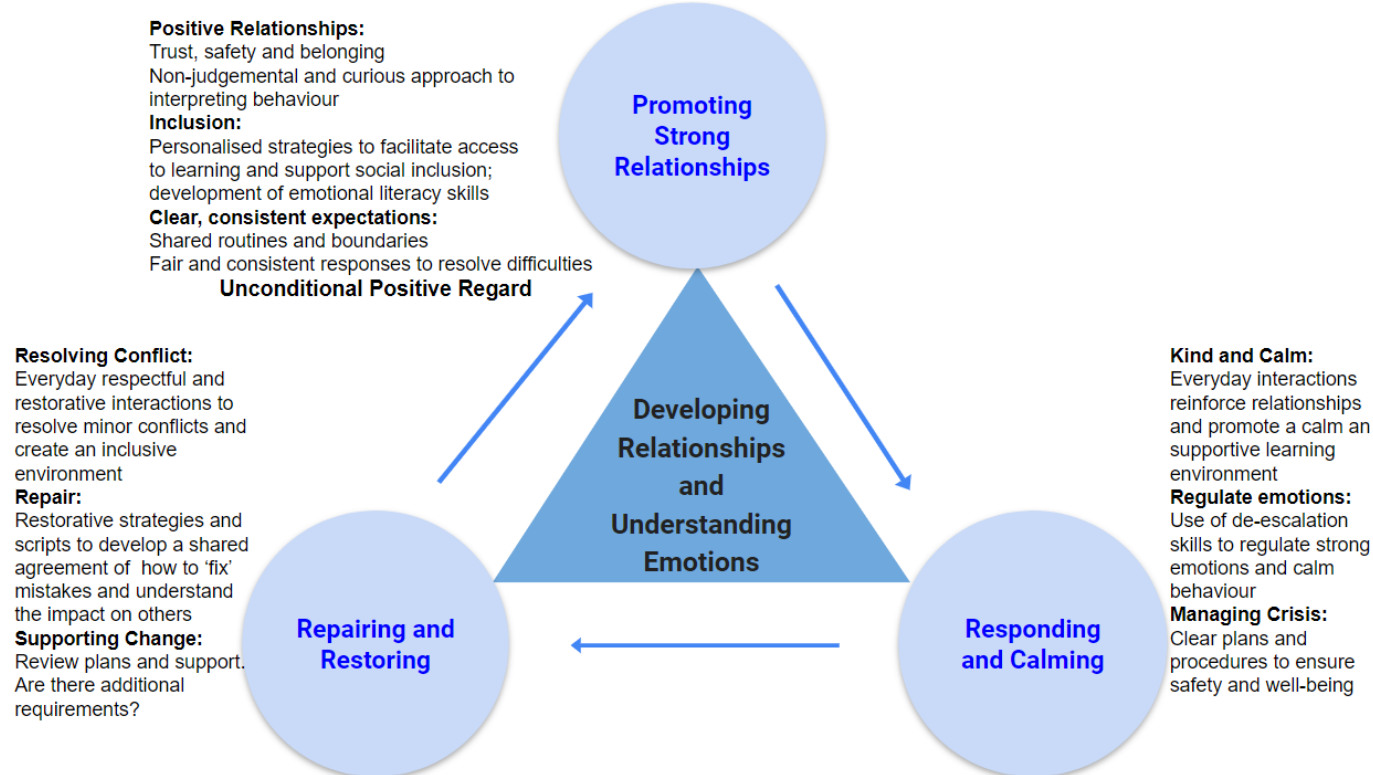 Positive Relationships:
Trust, safety and belonging
Non-judgemental and curious approach to
interpreting behaviour
Inclusion:
Personalised strategies to facilitate access
to learning and support social inclusion;
development of emotional literacy skills
Clear, consistent expectations:
Shared routines and boundaries
Fair and consistent responses to resolve difficulties
Unconditional Positive Regard
Promoting
Strong
Relationships
Developing
Relationships
and
Understanding
Emotions
Kind and Calm:
Everyday interactions
reinforce relationships
and promote a calm an
supportive learning
environment
Regulate emotions:
Use of de-escalation
skills to regulate strong
emotions and calm
behaviour
Managing Crisis:
Clear plans and
procedures to ensure
safety and well-being
Responding
and Calming
Resolving Conflict:
Everyday respectful and
restorative interactions to
resolve minor conflicts and
create an inclusive
environment
Repair:
Restorative strategies and
scripts to develop a shared
agreement of how to ‘fix’
mistakes and understand
the impact on others
Supporting Change:
Review plans and support.
Are there additional
requirements?
Repairing and
Restoring